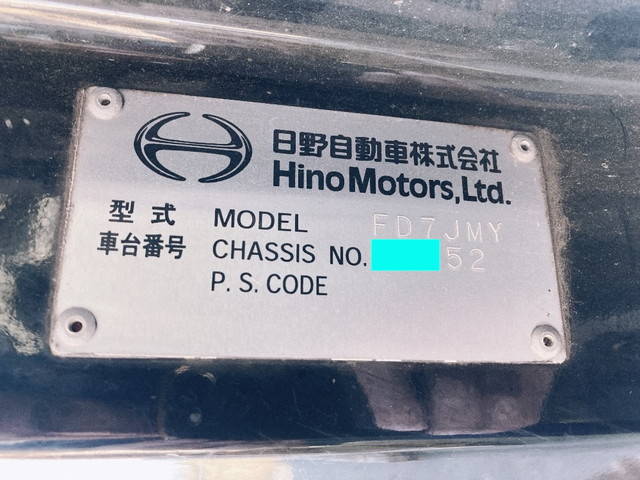 日野自動車株式会社
Hino Motors, Ltd.
型式 MODEL FD7JMY
車台番号 CHASSIS NO. 52
P. S. CODE